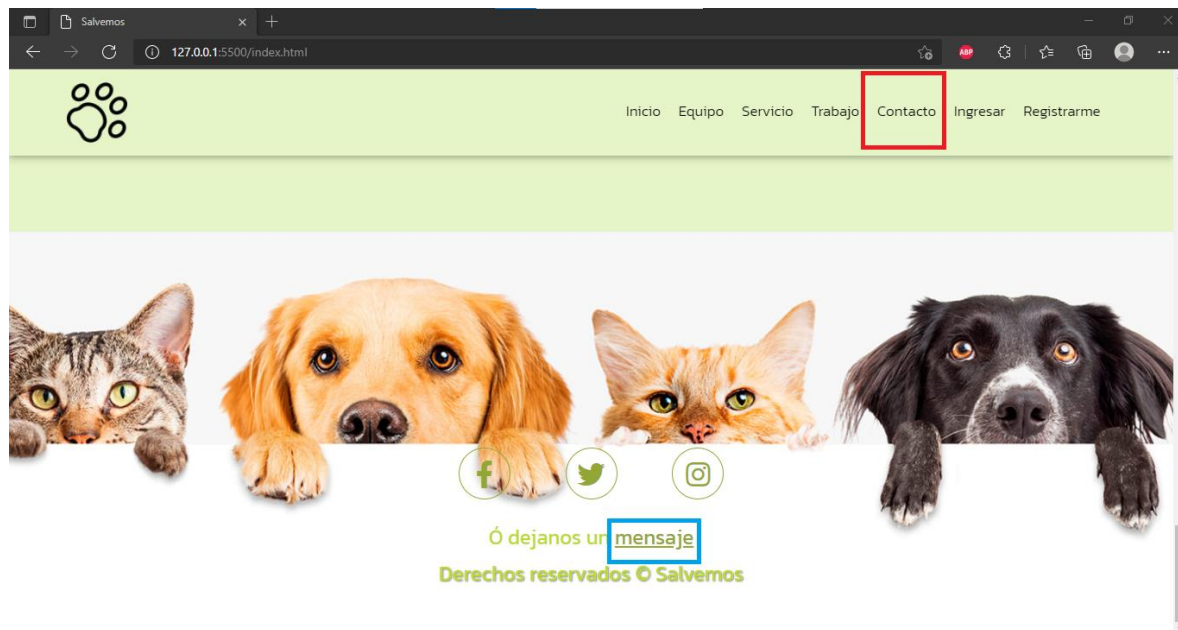 Salvemos
127.0.0.1:5500/index.html
ABP
Inicio Equipo Servicio Trabajo Contacto Ingresar Registrarme
Ó dejanos un mensaje
Derechos reservados © Salvemos